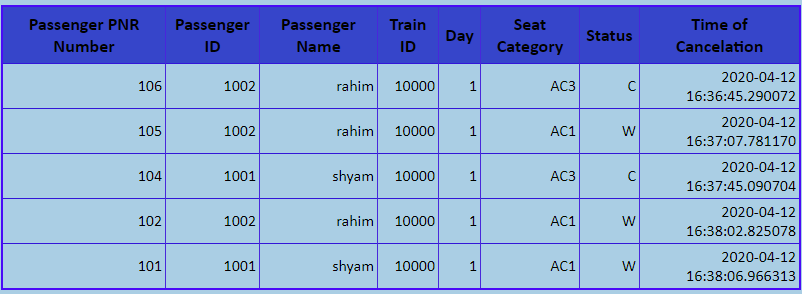 Passenger PNR Number Passenger ID Passenger Name Train ID Day Seat Category Status Time of Cancelation
106 1002 rahim 10000 1 AC3 C 2020-04-12 16:36:45.290072
105 1002 rahim 10000 1 AC1 W 2020-04-12 16:37:07.781170
104 1001 shyam 10000 1 AC3 C 2020-04-12 16:37:45.090704
102 1002 rahim 10000 1 AC1 W 2020-04-12 16:38:02.825078
101 1001 shyam 10000 1 AC1 W 2020-04-12 16:38:06.966313